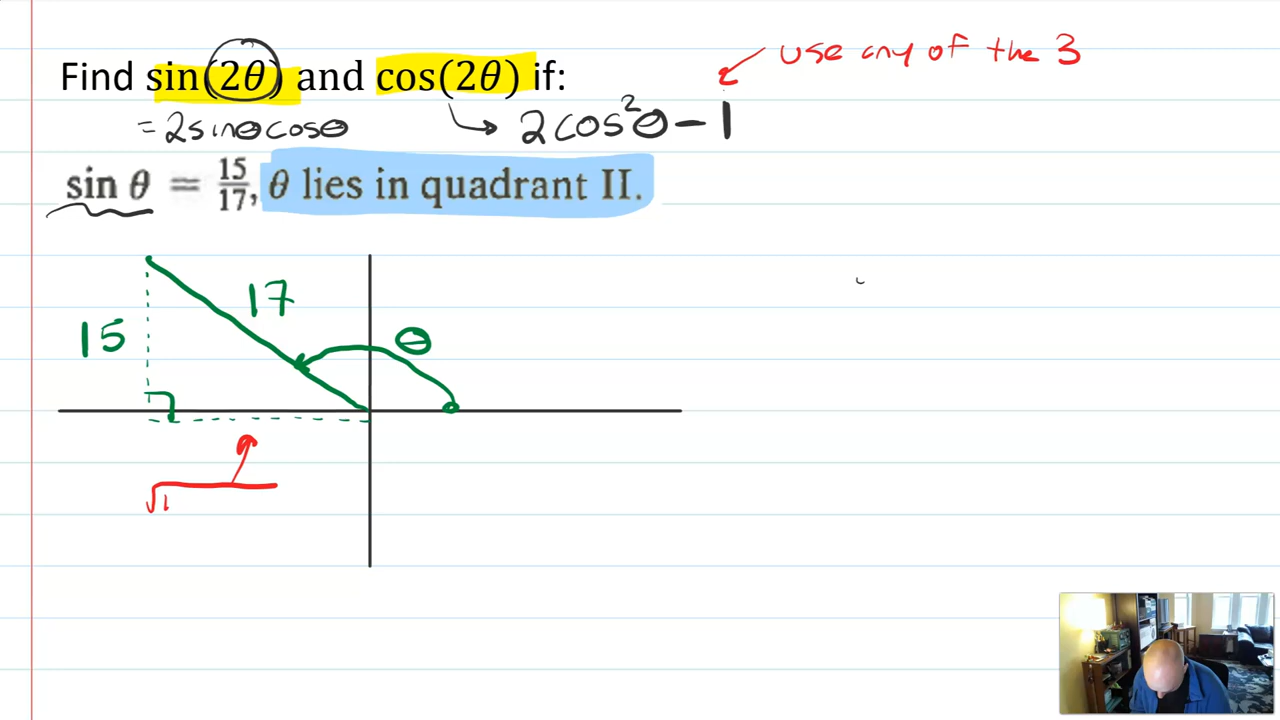 use any of the 3
Find sin(2θ) and cos(2θ) if:
= 2sinθcosθ
2cos²θ - 1
sin θ = 15/17, θ lies in quadrant II.
17
15
θ
√1